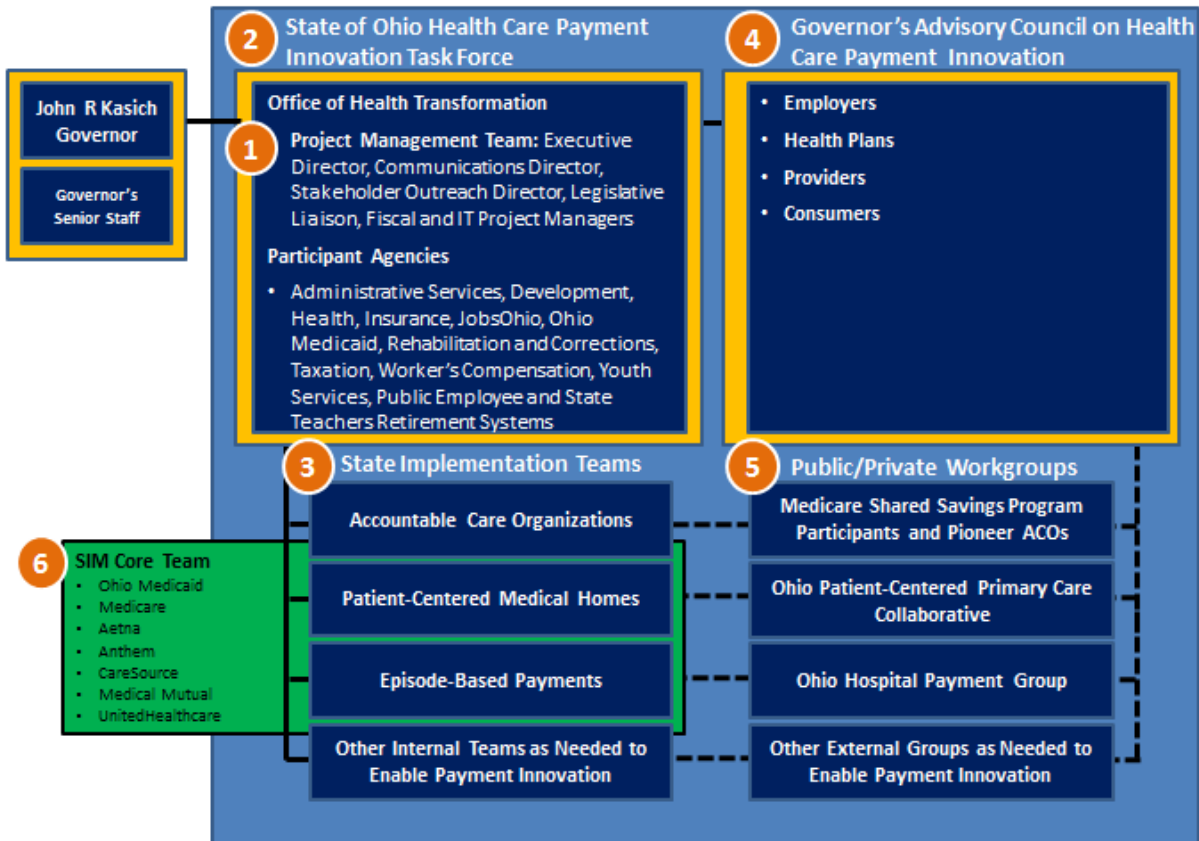 2
State of Ohio Health Care Payment
Innovation Task Force
4
Governor's Advisory Council on Health
Care Payment Innovation
John R Kasich
Governor
Governor's
Senior Staff
Office of Health Transformation
1
Project Management Team: Executive
Director, Communications Director,
Stakeholder Outreach Director, Legislative
Liaison, Fiscal and IT Project Managers
Participant Agencies
• Administrative Services, Development,
Health, Insurance, JobsOhio, Ohio
Medicaid, Rehabilitation and Corrections,
Taxation, Worker's Compensation, Youth
Services, Public Employee and State
Teachers Retirement Systems
• Employers
• Health Plans
• Providers
• Consumers
3
State Implementation Teams
5
Public/Private Workgroups
Accountable Care Organizations
Medicare Shared Savings Program
Participants and Pioneer ACOs
6
SIM Core Team
• Ohio Medicaid
• Medicare
• Aetna
• Anthem
• CareSource
• Medical Mutual
• UnitedHealthcare
Patient-Centered Medical Homes
Ohio Patient-Centered Primary Care
Collaborative
Episode-Based Payments
Ohio Hospital Payment Group
Other Internal Teams as Needed to
Enable Payment Innovation
Other External Groups as Needed to
Enable Payment Innovation